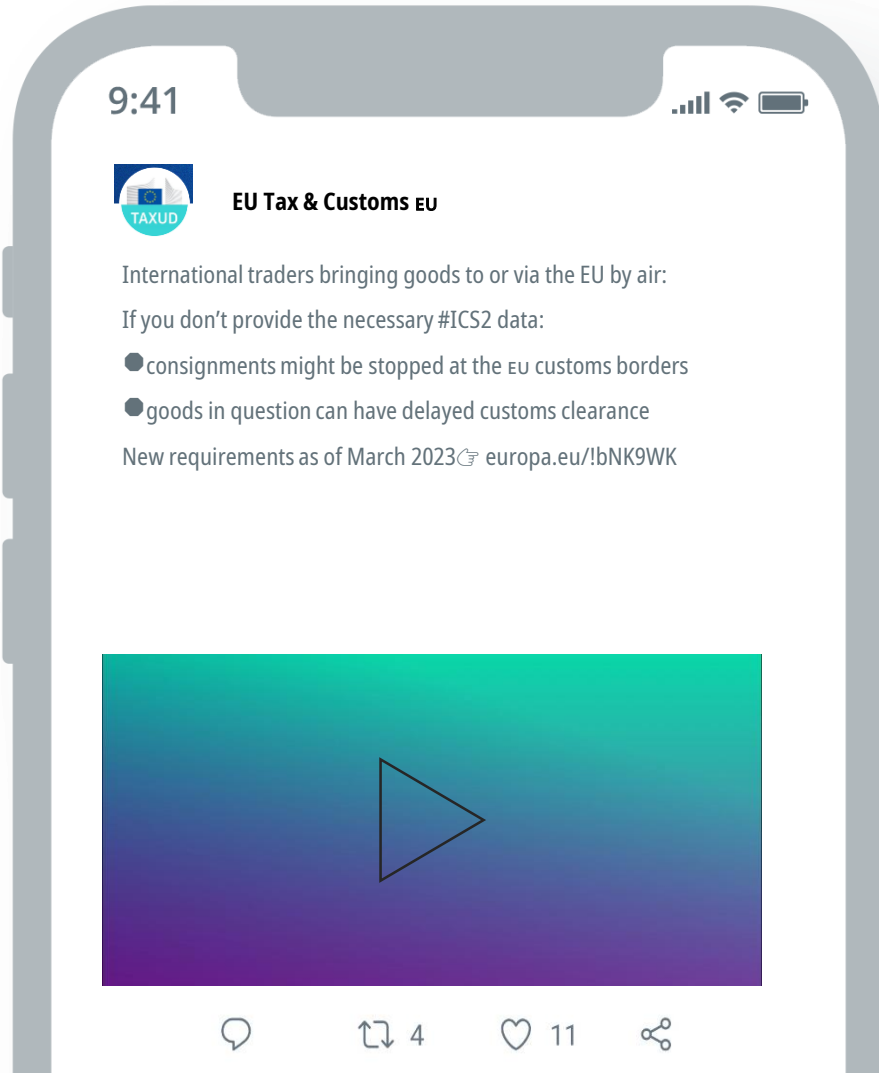 9:41
TAXUD
EU Tax & Customs EU
International traders bringing goods to or via the EU by air:
If you don’t provide the necessary #ICS2 data:
consignments might be stopped at the EU customs borders
goods in question can have delayed customs clearance
New requirements as of March 2023☞ europa.eu/!bNK9WK
4 11